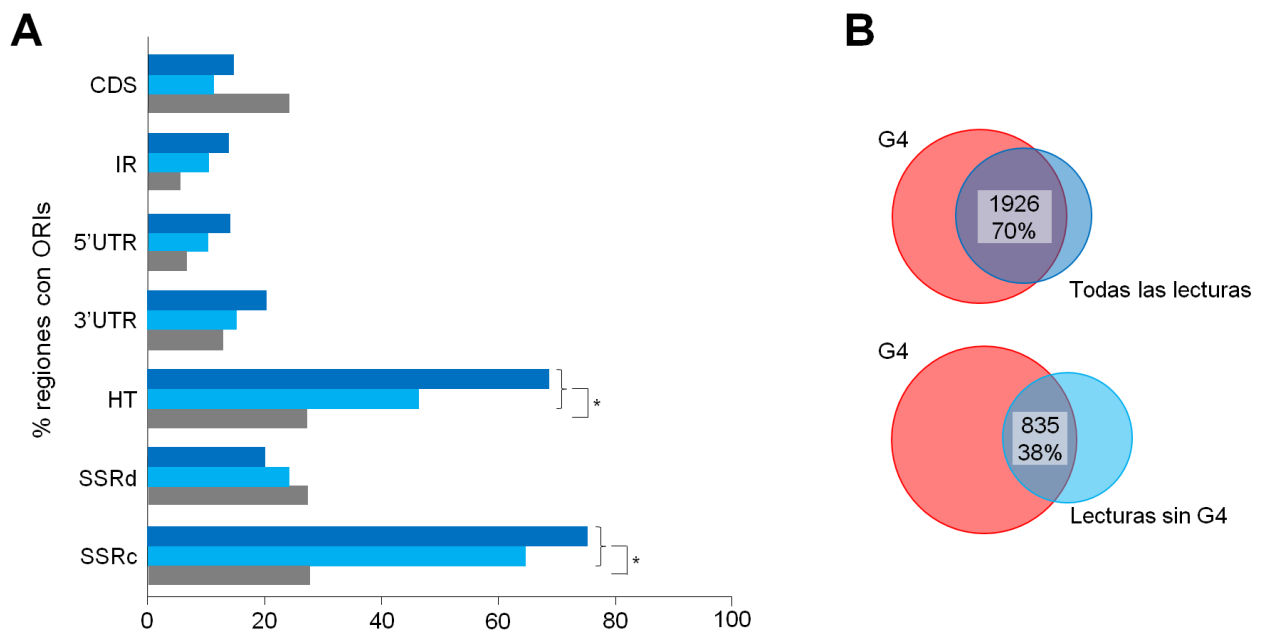 A
% regiones con ORIs
CDS
IR
5’UTR
3’UTR
HT
*
SSRd
SSRc
*
0 20 40 60 80 100
B
G4
1926
70%
Todas las lecturas
G4
835
38%
Lecturas sin G4